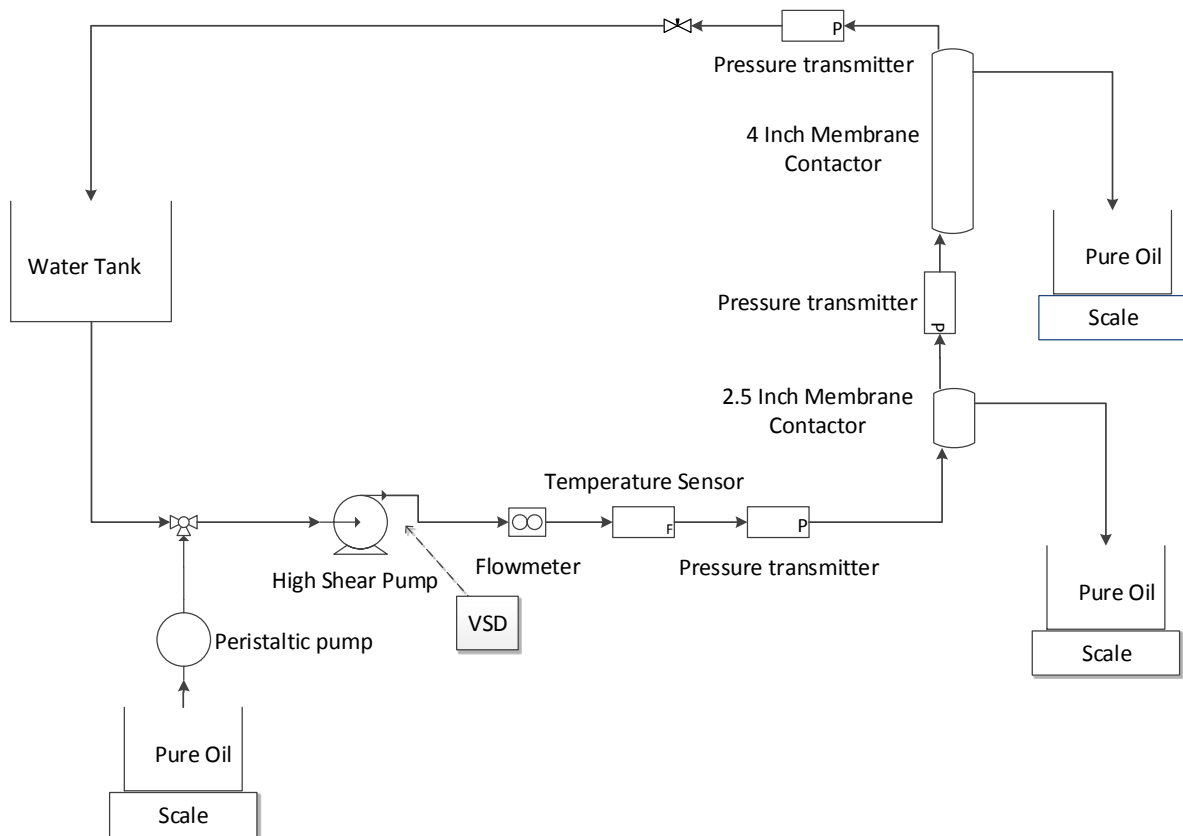 P
Pressure transmitter
4 Inch Membrane
Contactor
Water Tank
Pure Oil
Scale
Pressure transmitter
P
2.5 Inch Membrane
Contactor
Temperature Sensor
F
P
Flowmeter
Pressure transmitter
High Shear Pump
VSD
Pure Oil
Scale
Peristaltic pump
Pure Oil
Scale